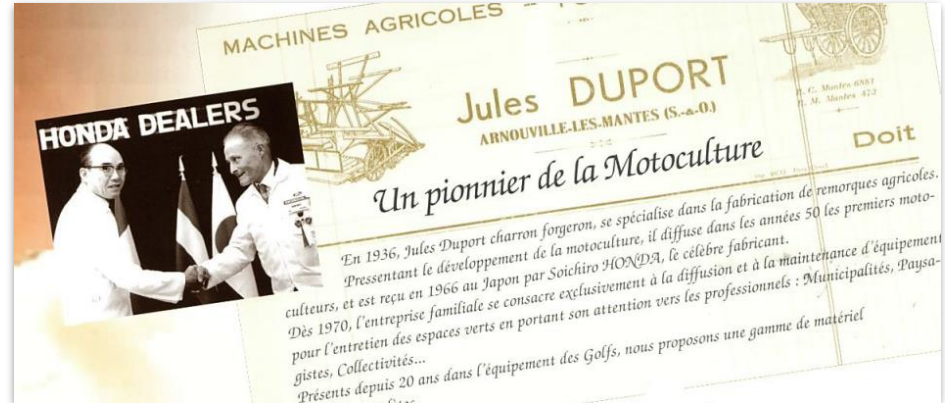 MACHINES AGRICOLES
Jules DUPORT
ARNOUVILLE-LES-MANTES (S.-a.-O.)
R. C. Mantes 6881
R. M. Mantes 422
Doit
HONDA DEALERS
Un pionnier de la Motoculture
En 1936, Jules Duport charron forgeron, se spécialise dans la fabrication de remorques agricoles.
Pressentant le développement de la motoculture, il diffuse dans les années 50 les premiers moto-
culteurs, et est reçu en 1966 au Japon par Soichiro HONDA, le célèbre fabricant.
Dès 1970, l'entreprise familiale se consacre exclusivement à la diffusion et à la maintenance d'équipement
pour l'entretien des espaces verts en portant son attention vers les professionnels : Municipalités, Paysa-
gistes, Collectivités...
Présents depuis 20 ans dans l'équipement des Golfs, nous proposons une gamme de matériel